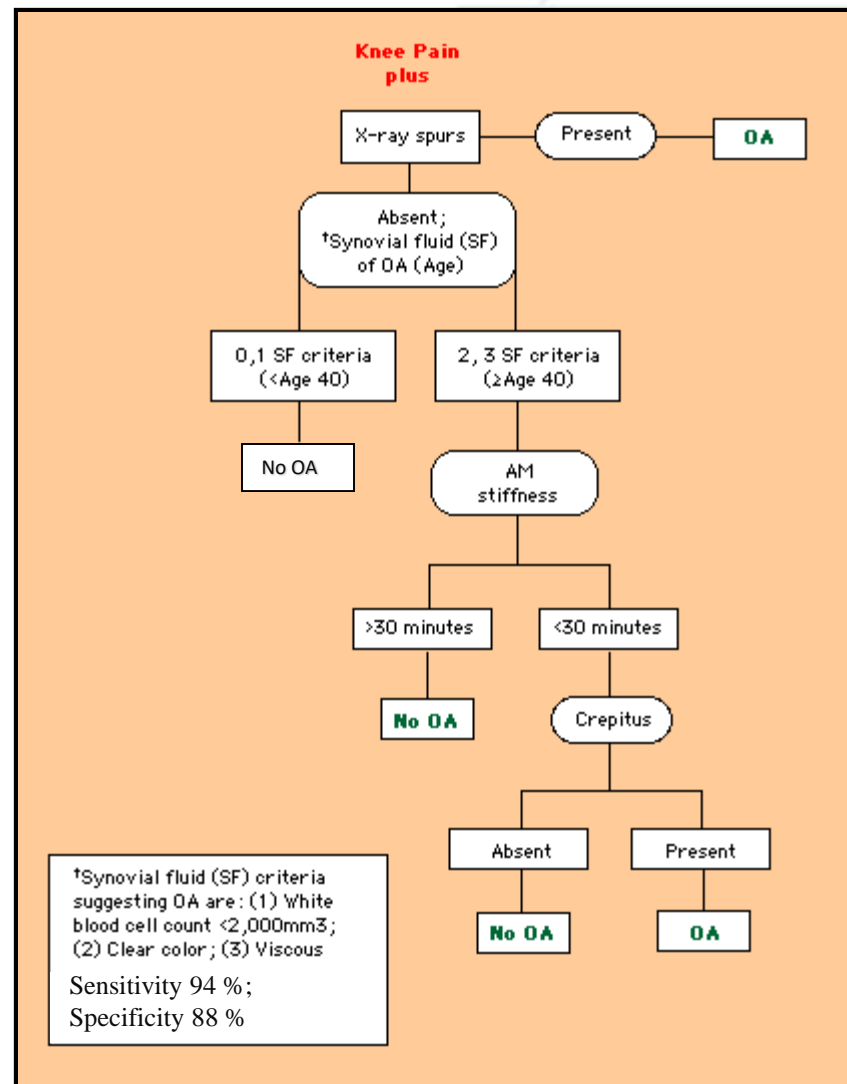 Knee Pain
plus
X-ray spurs
Present
OA
Absent;
†Synovial fluid (SF)
of OA (Age)
0,1 SF criteria
(<Age 40)
2, 3 SF criteria
(≥Age 40)
No OA
AM
stiffness
>30 minutes
<30 minutes
No OA
Crepitus
Absent
Present
No OA
OA
†Synovial fluid (SF) criteria
suggesting OA are: (1) White
blood cell count <2,000mm3;
(2) Clear color; (3) Viscous
Sensitivity 94 %;
Specificity 88 %